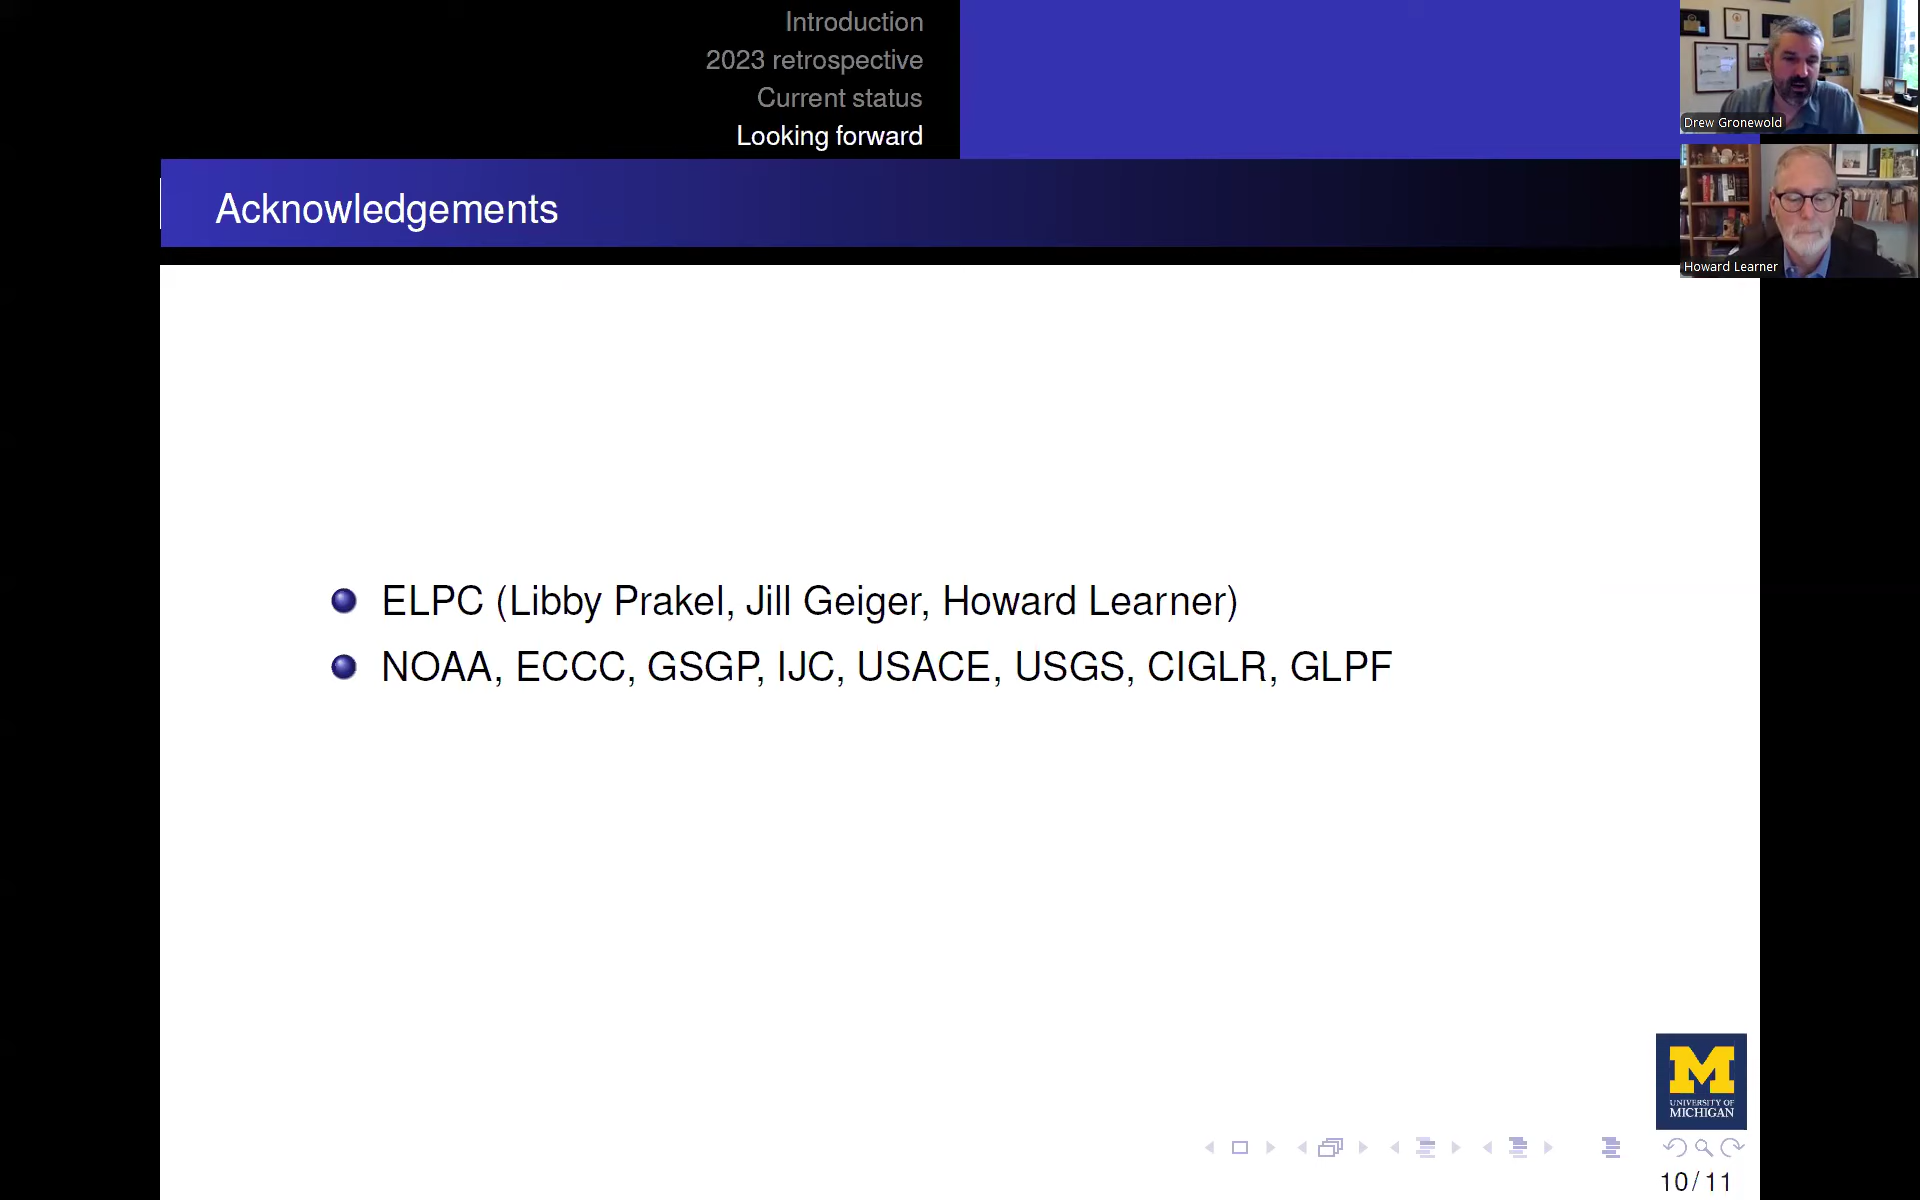 Introduction
2023 retrospective
Current status
Looking forward
Drew Gronewold
Howard Learner
Acknowledgements
ELPC (Libby Prakel, Jill Geiger, Howard Learner)
NOAA, ECCC, GSGP, IJC, USACE, USGS, CIGLR, GLPF
M
UNIVERSITY OF
MICHIGAN
10/11